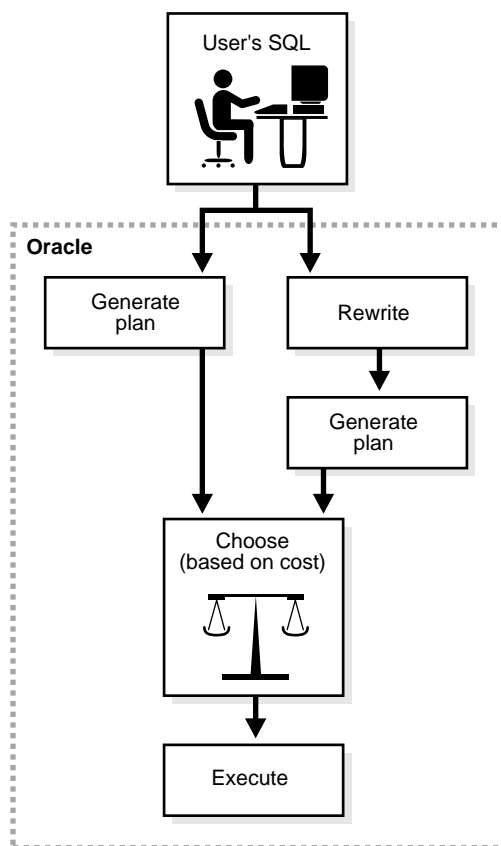 User's SQL
Oracle
Generate
plan
Rewrite
Generate
plan
Choose
(based on cost)
Execute